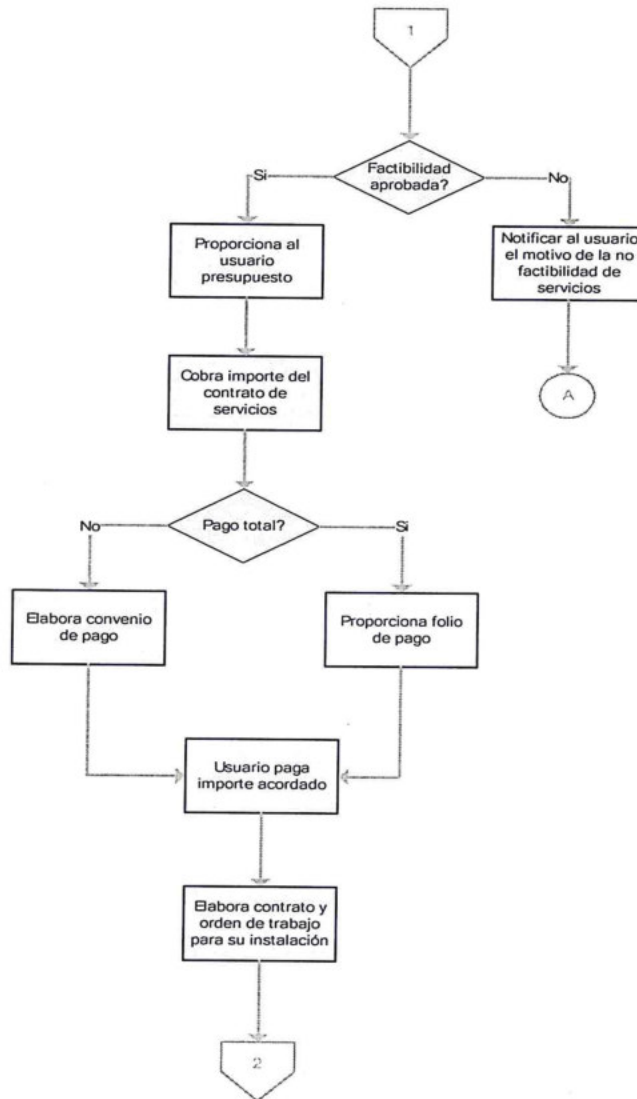 1
Factibilidad
aprobada?
Si
No
Proporciona al
usuario
presupuesto
Notificar al usuario
el motivo de la no
factibilidad de
servicios
Cobra importe del
contrato de
servicios
A
Pago total?
No
Si
Elabora convenio
de pago
Proporciona folio
de pago
Usuario paga
importe acordado
Elabora contrato y
orden de trabajo
para su instalación
2